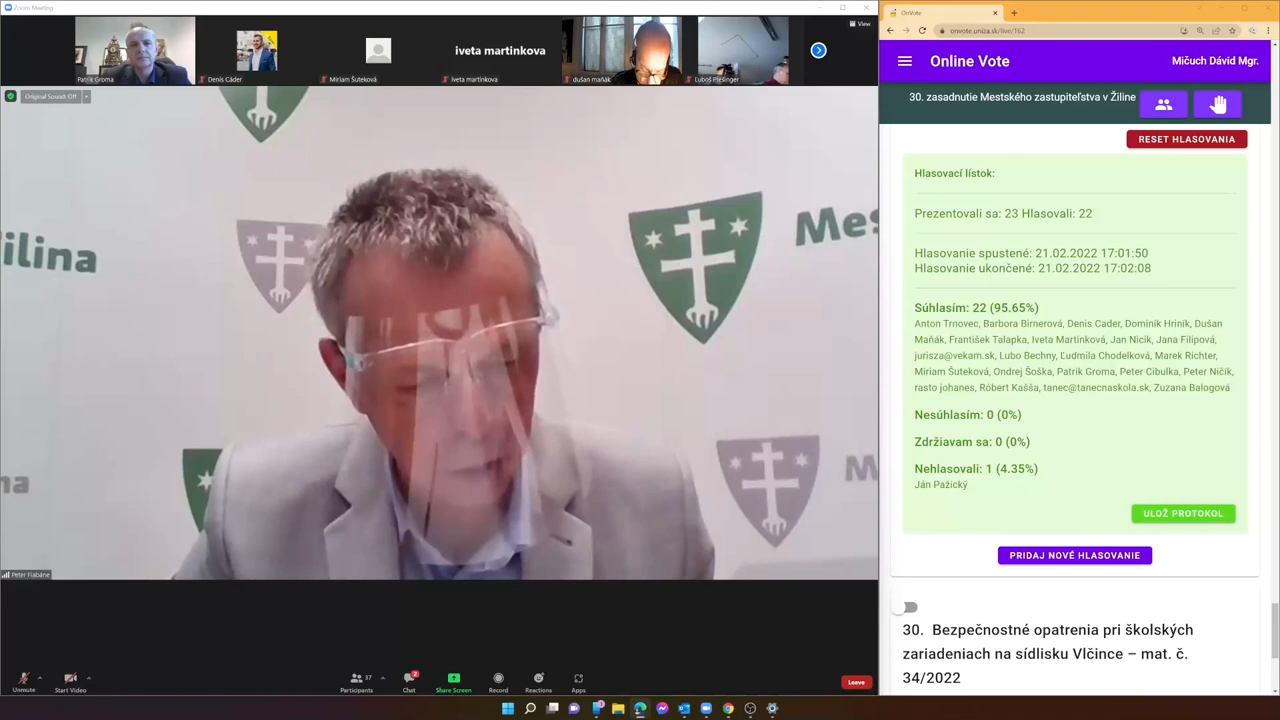 Zoom Meeting
View
Patrik Groma
Denis Cáder
Miriam Šuteková
iveta martinkova
iveta martinkova
dušan maňák
Ľuboš Plešinger
Original Sound: Off
ilina
Mes
na
M
Peter Fiabáne
Unmute
Start Video
Participants
37
Chat
2
Share Screen
Record
Reactions
Apps
Leave
OnVote
onvote.uniza.sk/live/162
Online Vote
Mičuch Dávid Mgr.
30. zasadnutie Mestského zastupiteľstva v Žiline
RESET HLASOVANIA
Hlasovací lístok:
Prezentovali sa: 23 Hlasovali: 22
Hlasovanie spustené: 21.02.2022 17:01:50
Hlasovanie ukončené: 21.02.2022 17:02:08
Súhlasím: 22 (95.65%)
Anton Trnovec, Barbora Birnerová, Denis Cader, Dominik Hriník, Dušan
Maňák, František Talapka, Iveta Martinková, Jan Nicik, Jana Filipová,
jurisza@vekam.sk, Lubo Bechny, Ľudmila Chodelková, Marek Richter,
Miriam Šuteková, Ondrej Šoška, Patrik Groma, Peter Cibulka, Peter Ničík,
rasto johanes, Róbert Kašša, tanec@tanecnaskola.sk, Zuzana Balogová
Nesúhlasím: 0 (0%)
Zdržiavam sa: 0 (0%)
Nehlasovali: 1 (4.35%)
Ján Pažický
ULOŽ PROTOKOL
PRIDAJ NOVÉ HLASOVANIE
30. Bezpečnostné opatrenia pri školských
zariadeniach na sídlisku Vlčince – mat. č.
34/2022